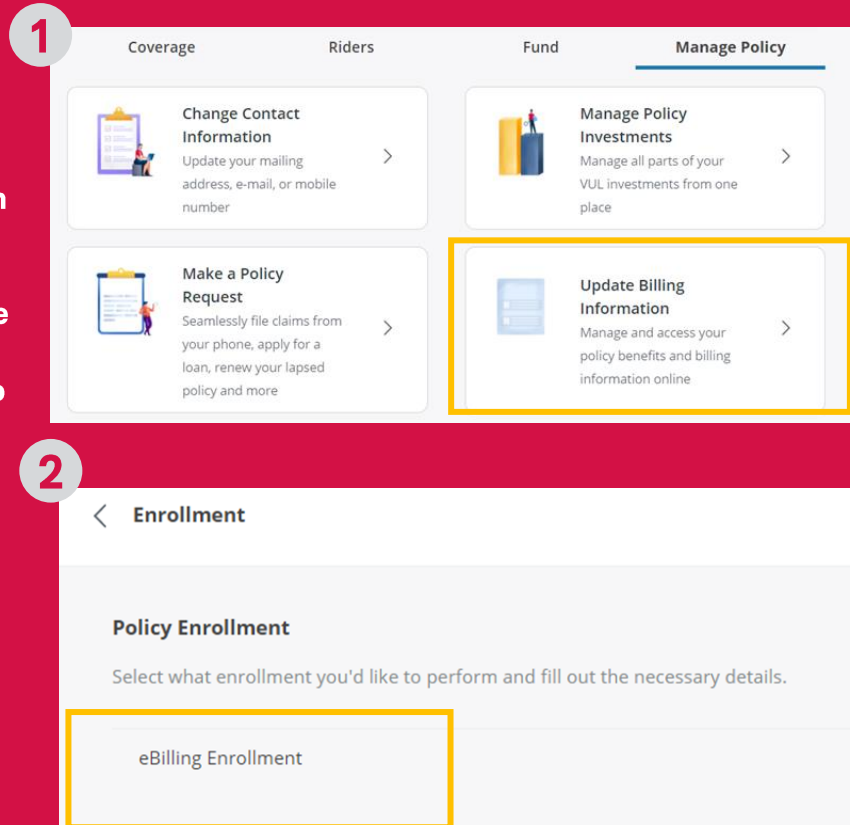 1
Coverage
Riders
Fund
Manage Policy
Change Contact
Information
Update your mailing
address, e-mail, or mobile
number
Manage Policy
Investments
Manage all parts of your
VUL investments from one
place
Make a Policy
Request
Seamlessly file claims from
your phone, apply for a
loan, renew your lapsed
policy and more
Update Billing
Information
Manage and access your
policy benefits and billing
information online
2
Enrollment
Policy Enrollment
Select what enrollment you'd like to perform and fill out the necessary details.
eBilling Enrollment